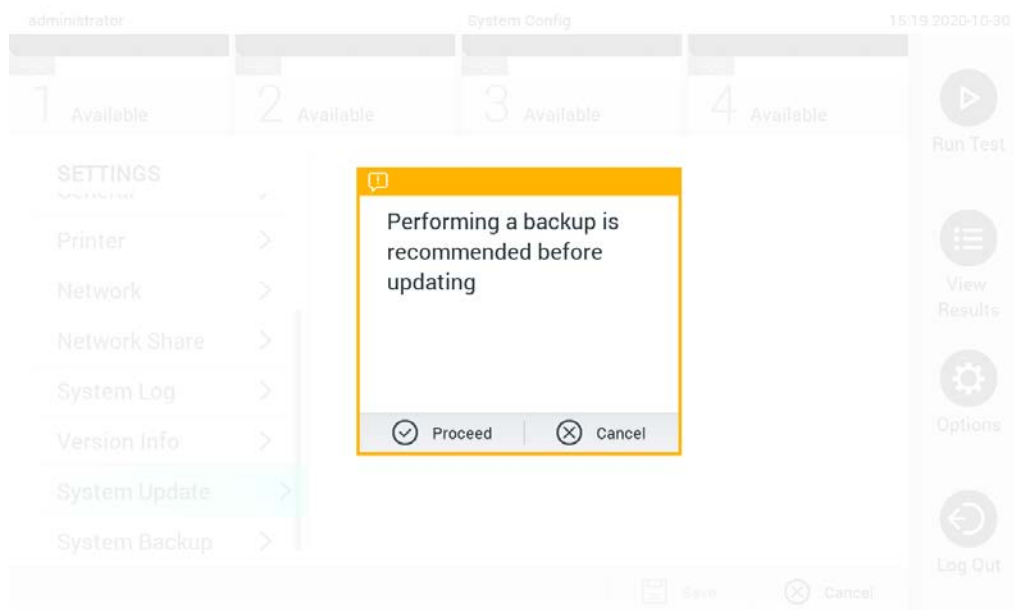 administrator System Config 15:19 2020-10-30
1 Available 2 Available 3 Available 4 Available
Run Test
SETTINGS
General
Printer
Network
Network Share
System Log
Version Info
System Update
System Backup
Performing a backup is
recommended before
updating
Proceed Cancel
View
Results
Options
Log Out
Save Cancel